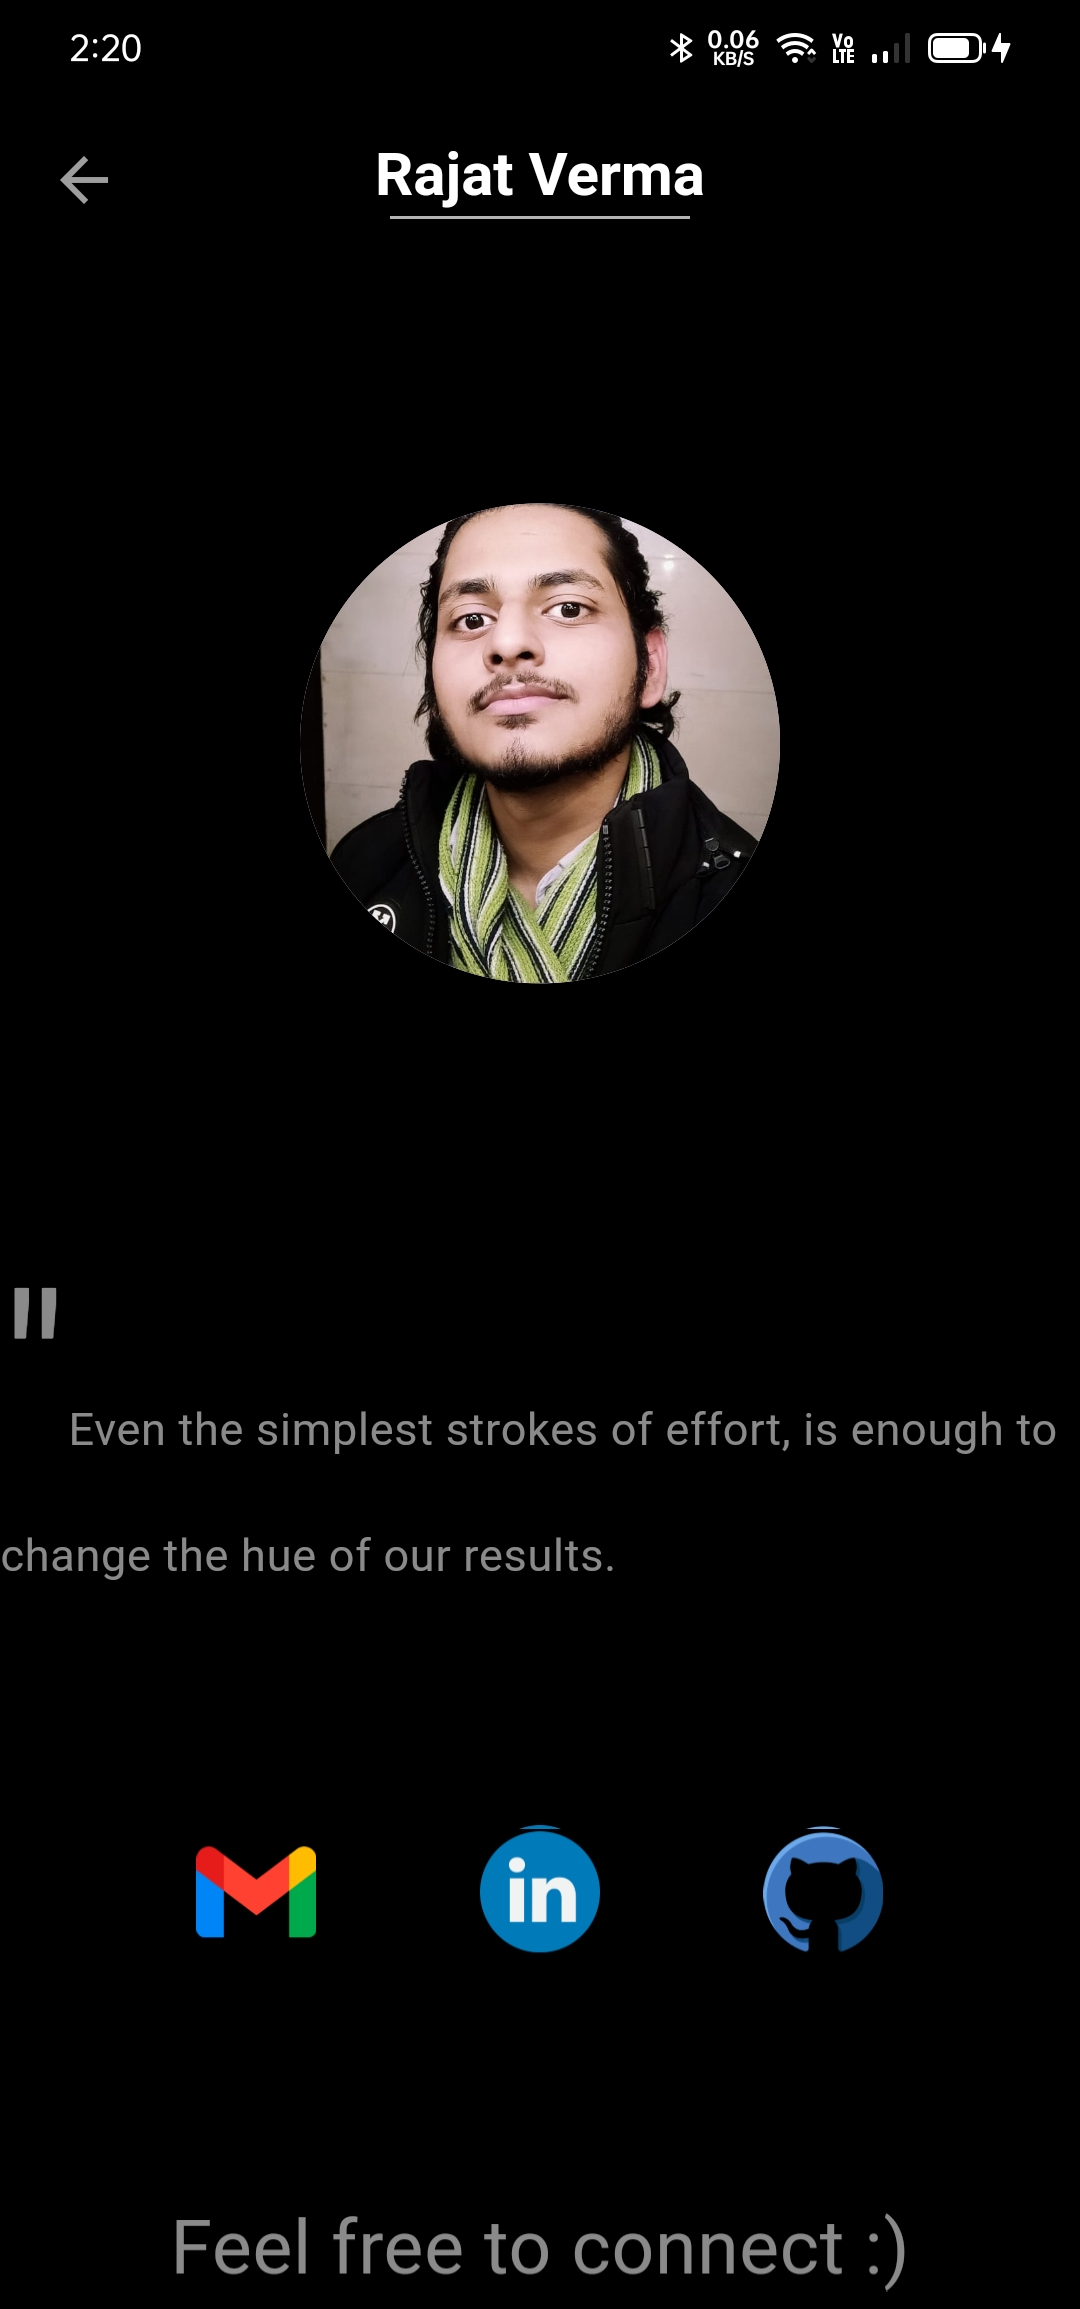 2:20
0.06
KB/S
Vo
LTE
Rajat Verma
"
Even the simplest strokes of effort, is enough to
change the hue of our results.
in
Feel free to connect :)